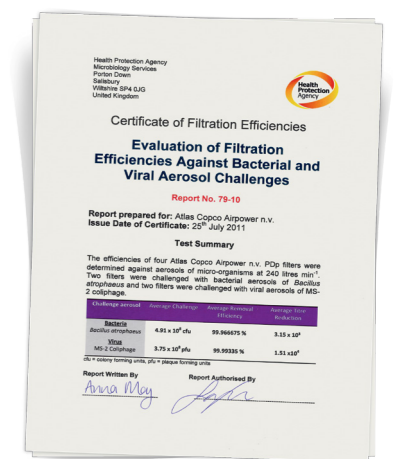 Health Protection Agency
Microbiology Services
Porton Down
Salisbury
Wiltshire SP4 0JG
United Kingdom
Health
Protection
Agency
Certificate of Filtration Efficiencies
Evaluation of Filtration
Efficiencies Against Bacterial and
Viral Aerosol Challenges
Report No. 79-10
Report prepared for: Atlas Copco Airpower n.v.
Issue Date of Certificate: 25th July 2011
Test Summary
The efficiencies of four Atlas Copco Airpower n.v. PDp filters were
determined against aerosols of micro-organisms at 240 litres min-1.
Two filters were challenged with bacterial aerosols of Bacillus
atrophaeus and two filters were challenged with viral aerosols of MS-
2 coliphage.
Challenge aerosol Average Challenge Average Removal Efficiency Average Titre Reduction
Bacteria
Bacillus atrophaeus 4.91 x 10 cfu 99.966675 % 3.15 x 10
Virus
MS-2 Coliphage 3.75 x 10 pfu 99.99335 % 1.51 x10
cfu = colony forming units, pfu = plaque forming units
Report Written By Report Authorised By
Anna Moy